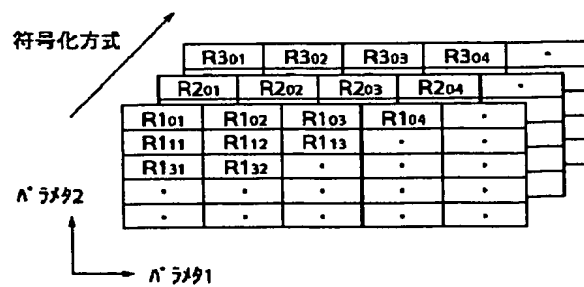 符号化方式
R301 R302 R303 R304 ・
R201 R202 R203 R204 ・
R101 R102 R103 R104 ・
R111 R112 R113 ・ ・
R131 R132 ・ ・ ・
・ ・ ・ ・ ・
・ ・ ・ ・ ・
パラメタ2
パラメタ1